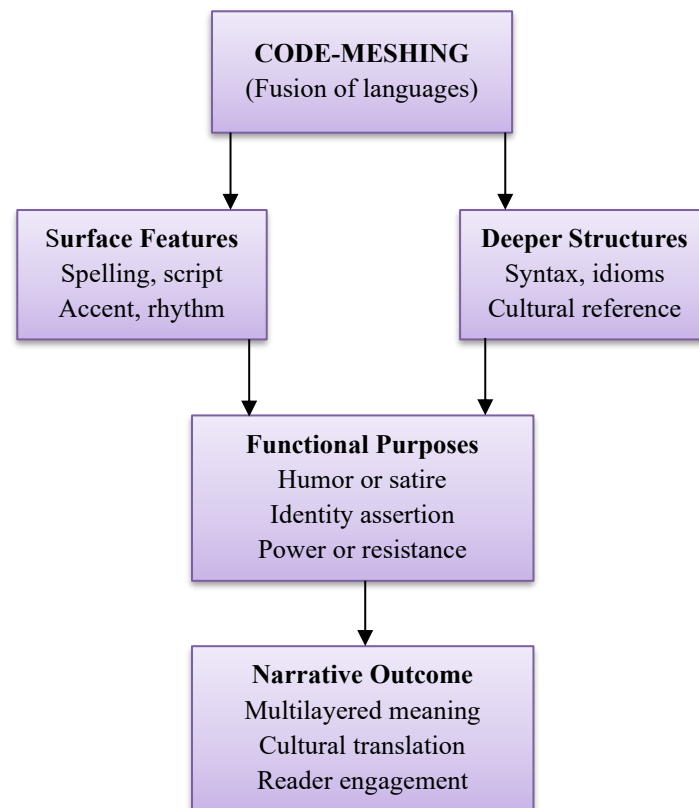 CODE-MESHING
(Fusion of languages)
Surface Features
Spelling, script
Accent, rhythm
Deeper Structures
Syntax, idioms
Cultural reference
Functional Purposes
Humor or satire
Identity assertion
Power or resistance
Narrative Outcome
Multilayered meaning
Cultural translation
Reader engagement